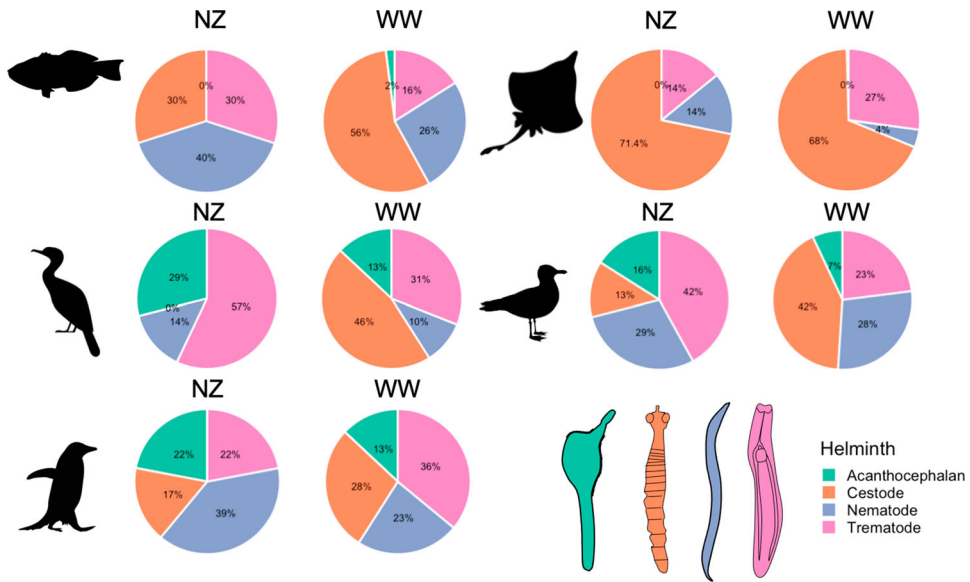 NZ WW NZ WW
0% 30% 40% 30%
2% 16% 26% 56%
0% 14% 14% 71.4%
0% 27% 4% 68%
NZ WW NZ WW
29% 57% 14% 0%
13% 31% 10% 46%
16% 42% 29% 13%
7% 23% 28% 42%
NZ WW
22% 22% 39% 17%
13% 36% 23% 28%
Helminth
Acanthocephalan
Cestode
Nematode
Trematode